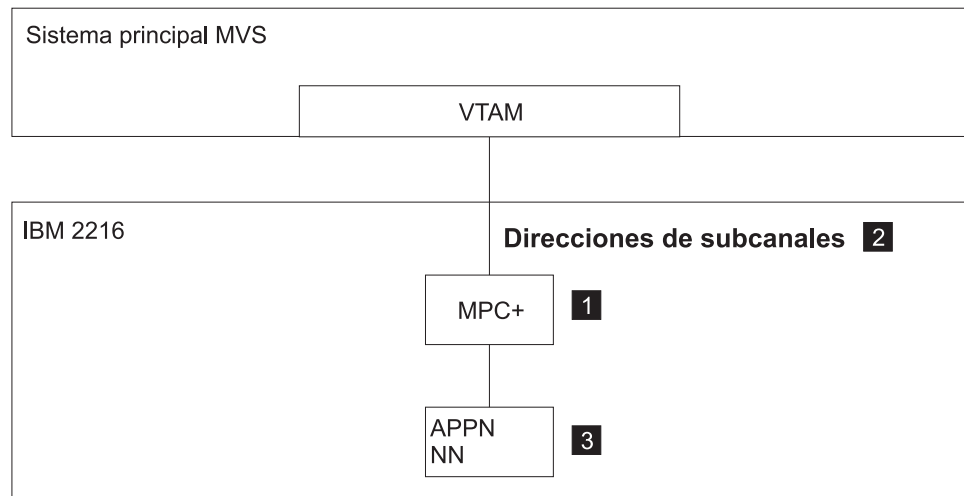 Sistema principal MVS
VTAM
IBM 2216
Direcciones de subcanales 2
MPC+ 1
APPN 3
NN